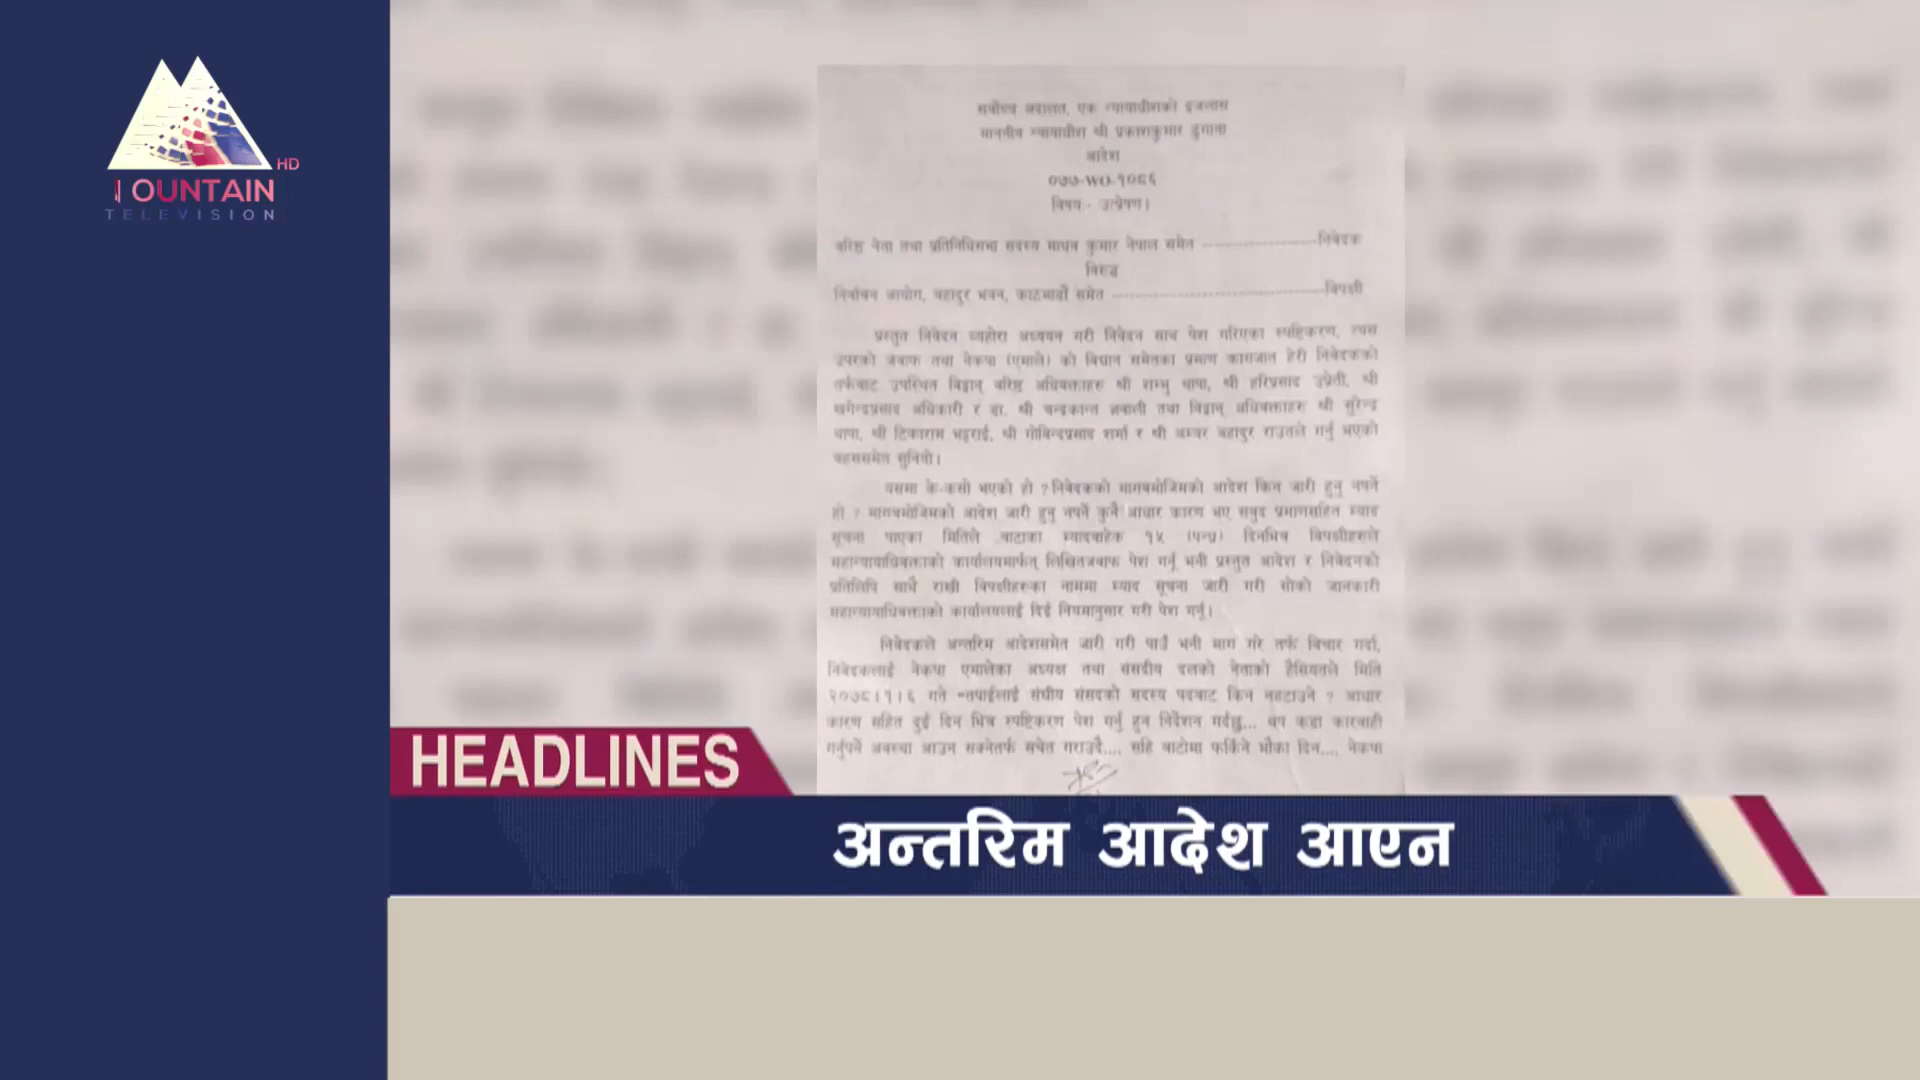 HD
OUNTAIN
TELEVISION
सर्वोच्च अदालत, एक न्यायाधीशको इजलास
माननीय न्यायाधीश श्री प्रकाशकुमार ढुंगाना
आदेश
०७७-WO-१०८६
विषयः- उत्प्रेषण।
वरिष्ठ नेता तथा प्रतिनिधिसभा सदस्य माधव कुमार नेपाल समेत ---------------------निवेदक
विरुद्ध
निर्वाचन आयोग, बहादुर भवन, काठमाडौं समेत ---------------------------------------विपक्षी
प्रस्तुत निवेदन व्यहोरा अध्ययन गरी निवेदन साथ पेश गरिएका स्पष्टिकरण, त्यस
उपरको जवाफ तथा नेकपा (एमाले) को विधान समेतका प्रमाण कागजात हेरी निवेदकको
तर्फबाट उपस्थित विद्वान् वरिष्ठ अधिवक्ताहरु श्री शम्भु थापा, श्री हरिप्रसाद उप्रेती, श्री
खगेन्द्रप्रसाद अधिकारी र डा. श्री चन्द्रकान्त ज्ञवाली तथा विद्वान् अधिवक्ताहरु श्री सुरेन्द्र
थापा, श्री टिकाराम भट्टराई, श्री गोविन्दप्रसाद शर्मा र श्री अम्बर बहादुर राउतले गर्नु भएको
बहससमेत सुनियो।
यसमा के-कसो भएको हो ? निवेदकको मागबमोजिमको आदेश किन जारी हुनु नपर्ने
हो ? मागबमोजिमको आदेश जारी हुनु नपर्ने कुनै आधार कारण भए सबुद प्रमाणसहित म्याद
सूचना पाएका मितिले बाटाका म्यादबाहेक १५ (पन्ध्र) दिनभित्र विपक्षीहरुले
महान्यायाधिवक्ताको कार्यालयमार्फत् लिखितजवाफ पेश गर्नू भनी प्रस्तुत आदेश र निवेदनको
प्रतिलिपि साथै राखी विपक्षीहरुका नाममा म्याद सूचना जारी गरी सोको जानकारी
महान्यायाधिवक्ताको कार्यालयलाई दिई नियमानुसार गरी पेश गर्नू।
निवेदकले अन्तरिम आदेशसमेत जारी गरी पाउँ भनी माग गरे तर्फ विचार गर्दा,
निवेदकलाई नेकपा एमालेका अध्यक्ष तथा संसदीय दलको नेताको हैसियतले मिति
२०७८।१।६ गते "तपाईंलाई संघीय संसदको सदस्य पदबाट किन नहटाउने ? आधार
कारण सहित दुई दिन भित्र स्पष्टिकरण पेश गर्नु हुन निर्देशन गर्दछु... थप कडा कारवाही
गर्नुपर्ने अवस्था आउन सक्नेतर्फ सचेत गराउदै.... सहि बाटोमा फर्किने मौका दिन.... नेकपा
HEADLINES
अन्तरिम आदेश आएन